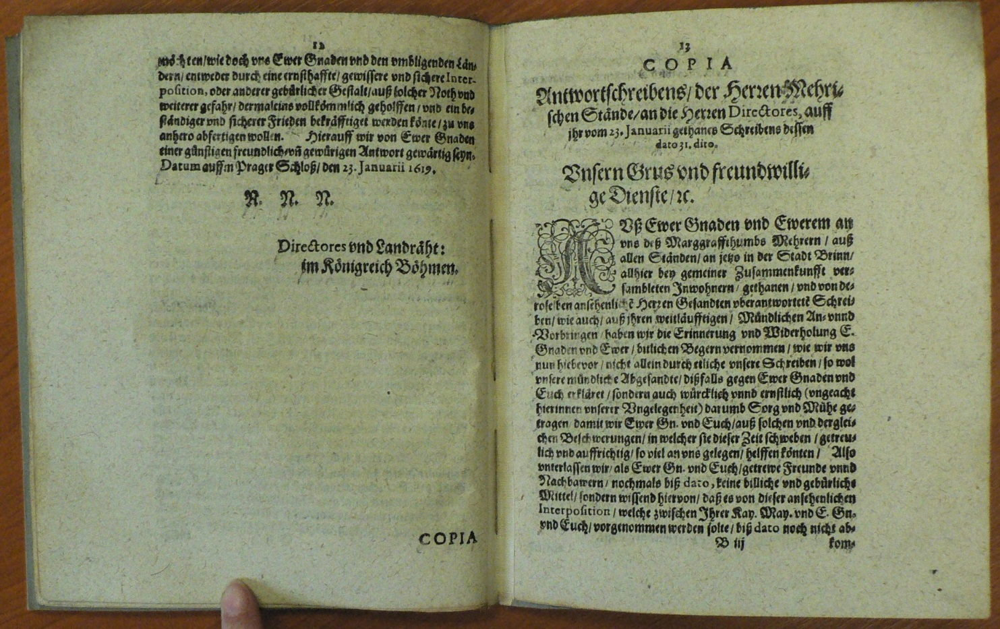 12
möchten/wie doch vns Ewer Gnaden vnd den vmbligenden Län-
dern/entweder durch eine ernsthaffte/gewissere vnd sichere Inter-
position, oder anderer gebürlicher Gestalt/auß solcher Noth vnd
weiterer gefahr/dermaleins vollkömmlich geholffen/vnd ein be-
ständiger vnd sicherer Frieden bekräfftiget werden könte/zu vns
anhero abfertigen wollen. Hierauff wir von Ewer Gnaden
einer günstigen freundlich-vñ gewürigen Antwort gewärtig seyn.
Datum auffm Prager Schloß/den 23. Januarii 1619.
N. N. N.
Directores vnd Landräht:
im Königreich Böhmen.
COPIA
13
COPIA
Antwortschreibens/der Herren Mehri-
schen Stände/an die Herren Directores, auff
jhr vom 23. Januarii gethanes Schreibens dessen
dato 31. dito.
Vnsern Grus vnd freundwilli-
ge Dienste/ꝛc.
AVß Ewer Gnaden vnd Ewerem an
vns deß Marggraffthumbs Mehrern/auß
allen Ständen/an jetzo in der Stadt Brinn/
allhier bey gemeiner Zusammenkunfft ver-
sambleten Inwohnern/gethanen/vnd von de-
roselben ansehenlichẽ Herren Gesandten vberantwortetẽ Schrei-
ben/wie auch/auß jhren weitläufftigen/Mündlichen An-vnnd
Vorbringen/haben wir die Erinnerung vnd Widerholung E.
Gnaden vnd Ewer/bitlichen Begern vernommen/wie wir vns
nun hiebevor/nicht allein durch etliche vnsere Schreiben/so wol
vnsere mündliche Abgesandte/dißfalls gegen Ewer Gnaden vnd
Euch erkläret/sondern auch würcklich vnnd ernstlich (vngeacht
hierinnen vnserer Vngelegenheit) darumb Sorg vnd Mühe ge-
tragen/damit wir Ewer Gn. vnd Euch/auß solchen vnd derglei-
chen Beschwerungen/in welcher sie dieser Zeit schweben/getreu-
lich vnd auffrichtig/so viel an vns gelegen/helffen könten/ Also
vnterlassen wir/als Ewer Gn. vnd Euch/getrewe Freunde vnnd
Nachbawern/nochmals biß dato, keine billiche vnd gebürliche
Mittel/sondern wissend hiervon/daß es von dieser ansehenlichen
Interposition/welche zwischen Ihrer Kay. May. vnd E. Gn.
vnd Euch/vorgenommen werden solte/biß dato noch nicht ab-
B iij kom-